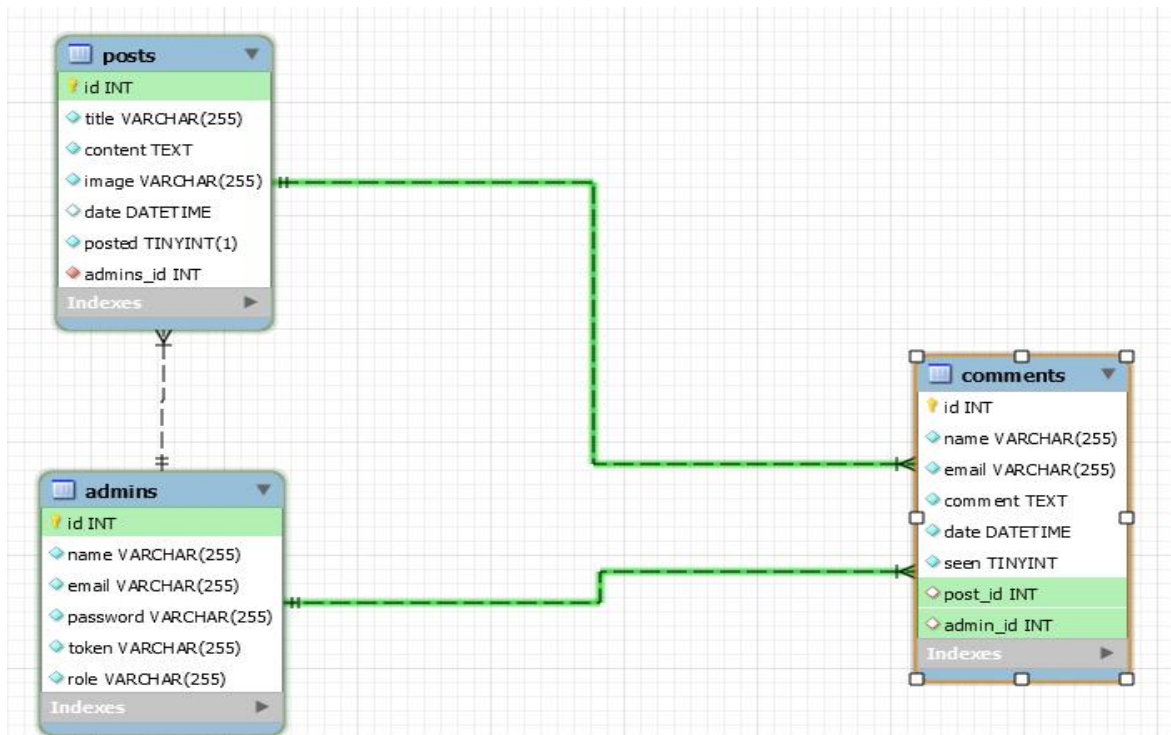 posts
id INT
title VARCHAR(255)
content TEXT
image VARCHAR(255)
date DATETIME
posted TINYINT(1)
admins_id INT
Indexes
admins
id INT
name VARCHAR(255)
email VARCHAR(255)
password VARCHAR(255)
token VARCHAR(255)
role VARCHAR(255)
Indexes
comments
id INT
name VARCHAR(255)
email VARCHAR(255)
comment TEXT
date DATETIME
seen TINYINT
post_id INT
admin_id INT
Indexes